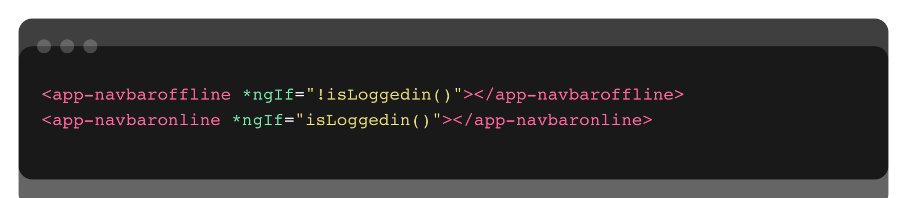 <app-navbaroffline *ngIf="!isLoggedin()"></app-navbaroffline>
<app-navbaronline *ngIf="isLoggedin()"></app-navbaronline>